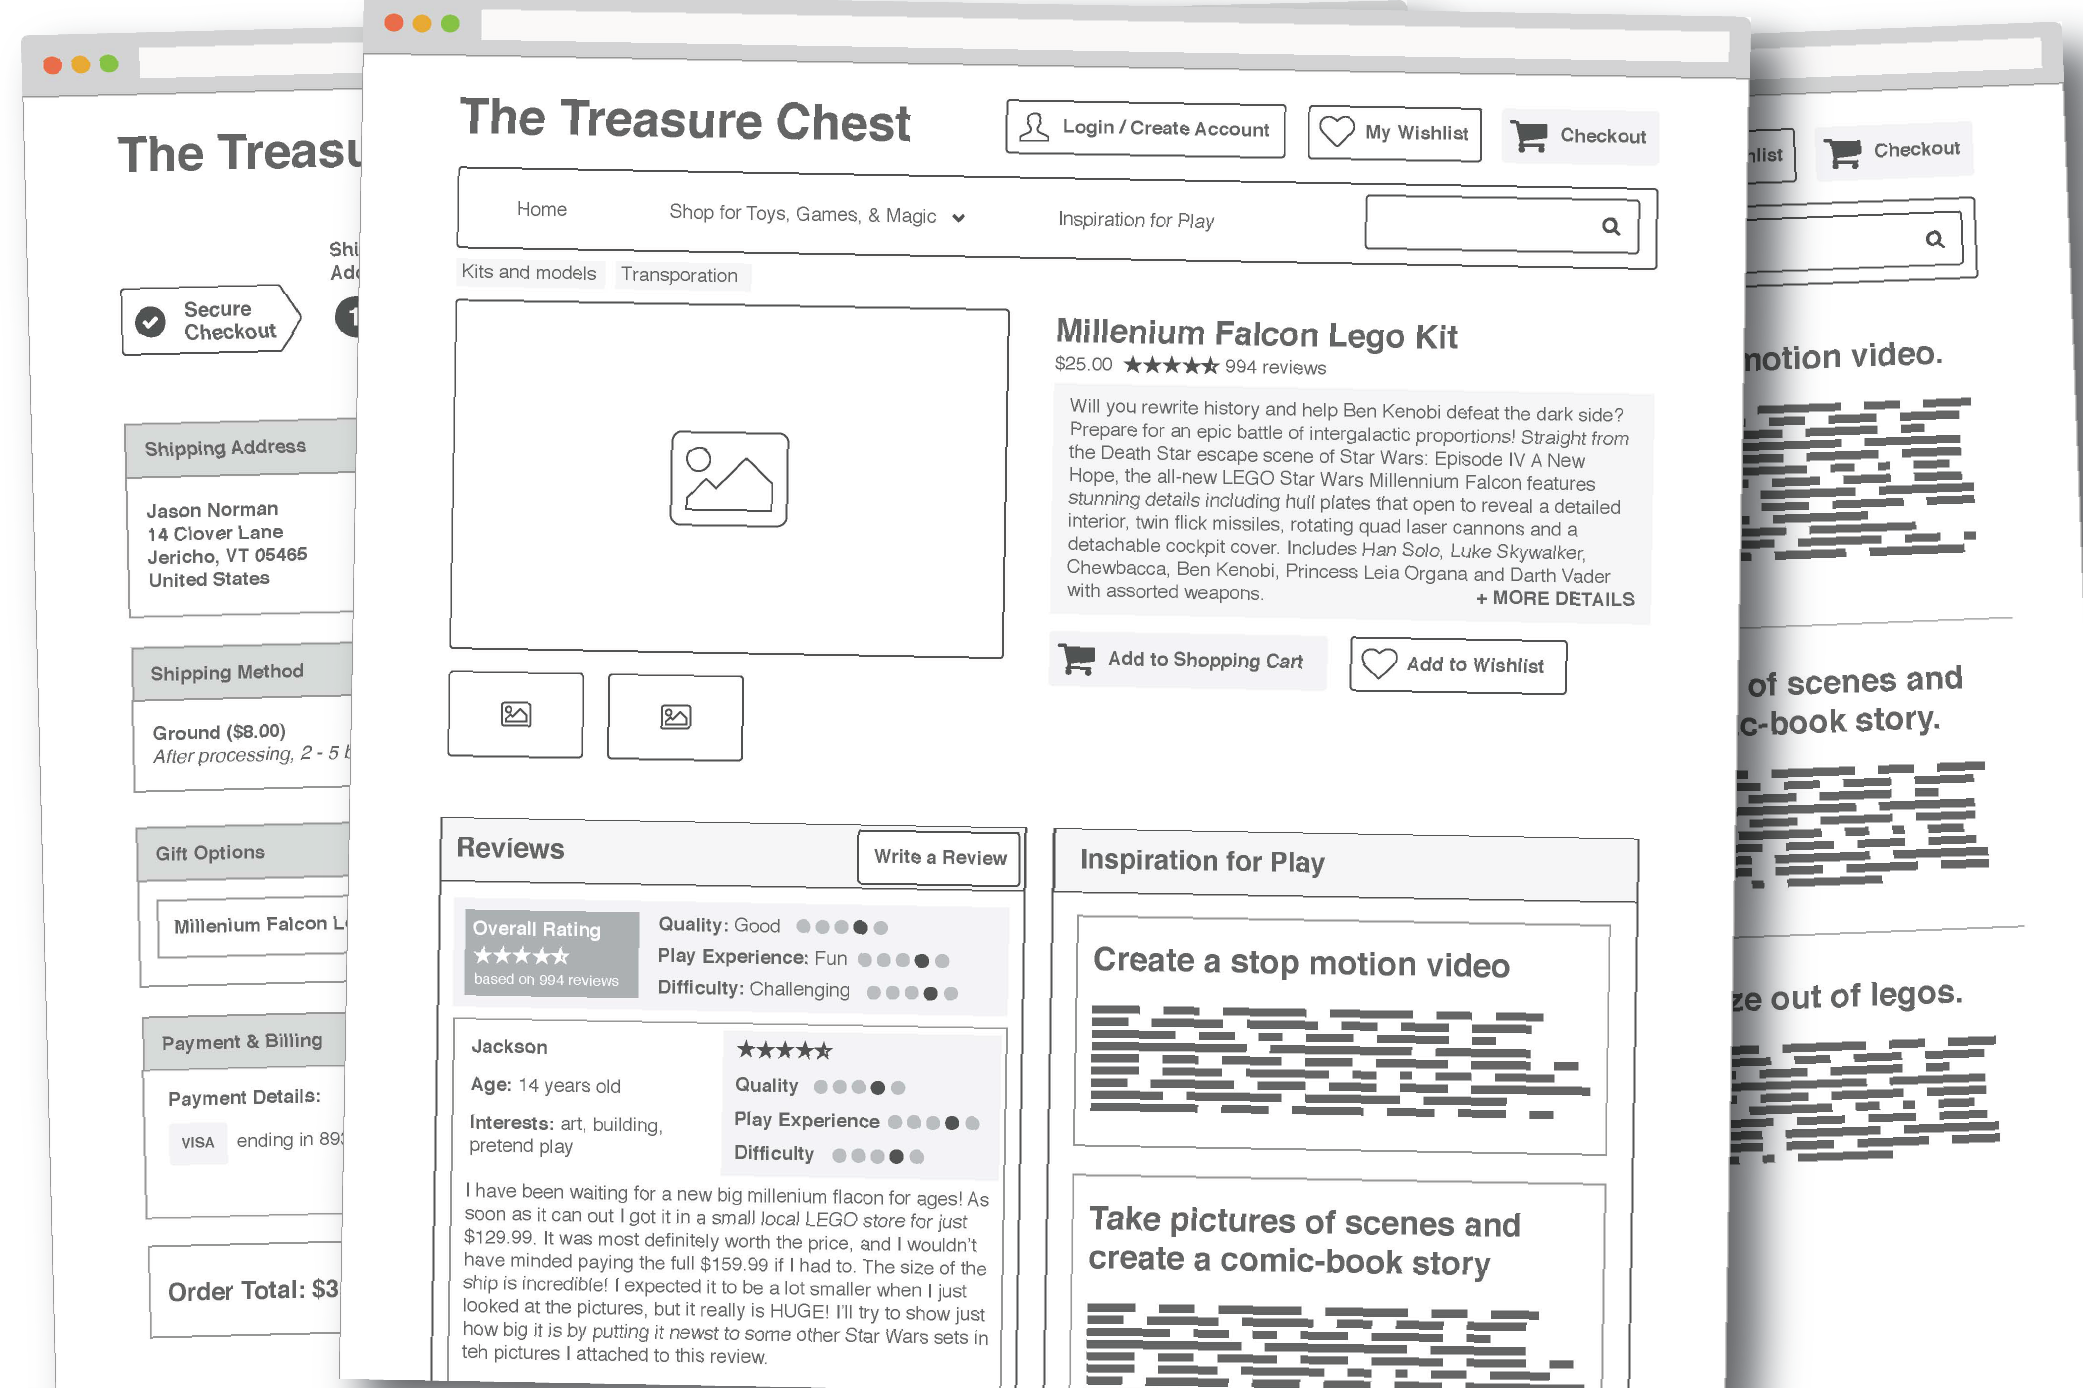 The Treasure Chest
Login / Create Account
My Wishlist
Checkout
Home
Shop for Toys, Games, & Magic
Inspiration for Play
Kits and models
Transporation
Millenium Falcon Lego Kit
$25.00
994 reviews
Will you rewrite history and help Ben Kenobi defeat the dark side?
Prepare for an epic battle of intergalactic proportions! Straight from
the Death Star escape scene of Star Wars: Episode IV A New
Hope, the all-new LEGO Star Wars Millennium Falcon features
stunning details including hull plates that open to reveal a detailed
interior, twin flick missiles, rotating quad laser cannons and a
detachable cockpit cover. Includes Han Solo, Luke Skywalker,
Chewbacca, Ben Kenobi, Princess Leia Organa and Darth Vader
with assorted weapons.
+ MORE DETAILS
Add to Shopping Cart
Add to Wishlist
Reviews
Write a Review
Overall Rating
based on 994 reviews
Quality: Good
Play Experience: Fun
Difficulty: Challenging
Jackson
Age: 14 years old
Interests: art, building,
pretend play
Quality
Play Experience
Difficulty
I have been waiting for a new big millenium flacon for ages! As
soon as it can out I got it in a small local LEGO store for just
$129.99. It was most definitely worth the price, and I wouldn't
have minded paying the full $159.99 if I had to. The size of the
ship is incredible! I expected it to be a lot smaller when I just
looked at the pictures, but it really is HUGE! I'll try to show just
how big it is by putting it newst to some other Star Wars sets in
teh pictures I attached to this review.
Inspiration for Play
Create a stop motion video
Take pictures of scenes and
create a comic-book story
The Treasu
Shi
Add
Secure
Checkout
1
Shipping Address
Jason Norman
14 Clover Lane
Jericho, VT 05465
United States
Shipping Method
Ground ($8.00)
After processing, 2 - 5 b
Gift Options
Millenium Falcon L
Payment & Billing
Payment Details:
VISA
ending in 893
Order Total: $3
hlist
Checkout
motion video.
of scenes and
c-book story.
ze out of legos.